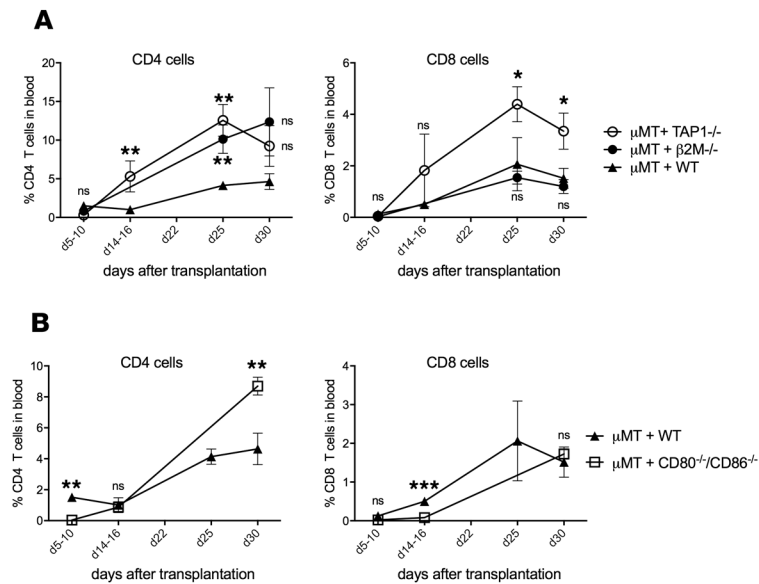 A
CD4 cells
% CD4 T cells in blood
20
15
10
5
0
ns
**
**
**
ns
ns
d5-10
d14-16
d22
d25
d30
days after transplantation
CD8 cells
% CD8 T cells in blood
6
4
2
0
ns
ns
*
*
ns
ns
d5-10
d14-16
d22
d25
d30
days after transplantation
μMT+ TAP1-/-
μMT + β2M-/-
μMT + WT
B
CD4 cells
% CD4 T cells in blood
10
8
6
4
2
0
**
ns
**
d5-10
d14-16
d22
d25
d30
days after transplantation
CD8 cells
% CD8 T cells in blood
4
3
2
1
0
ns
***
ns
d5-10
d14-16
d22
d25
d30
days after transplantation
μMT + WT
μMT + CD80-/-/CD86-/-